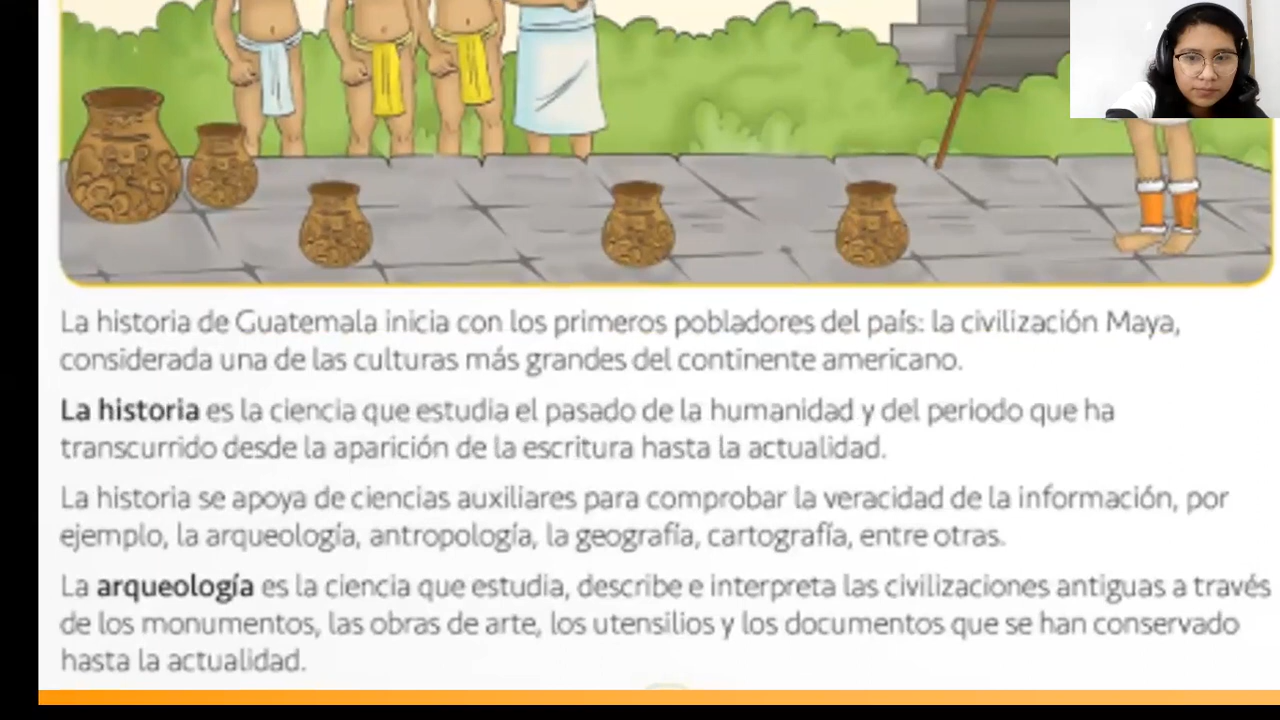 La historia de Guatemala inicia con los primeros pobladores del país: la civilización Maya,
considerada una de las culturas más grandes del continente americano.
La historia es la ciencia que estudia el pasado de la humanidad y del periodo que ha
transcurrido desde la aparición de la escritura hasta la actualidad.
La historia se apoya de ciencias auxiliares para comprobar la veracidad de la información, por
ejemplo, la arqueología, antropología, la geografía, cartografía, entre otras.
La arqueología es la ciencia que estudia, describe e interpreta las civilizaciones antiguas a través
de los monumentos, las obras de arte, los utensilios y los documentos que se han conservado
hasta la actualidad.